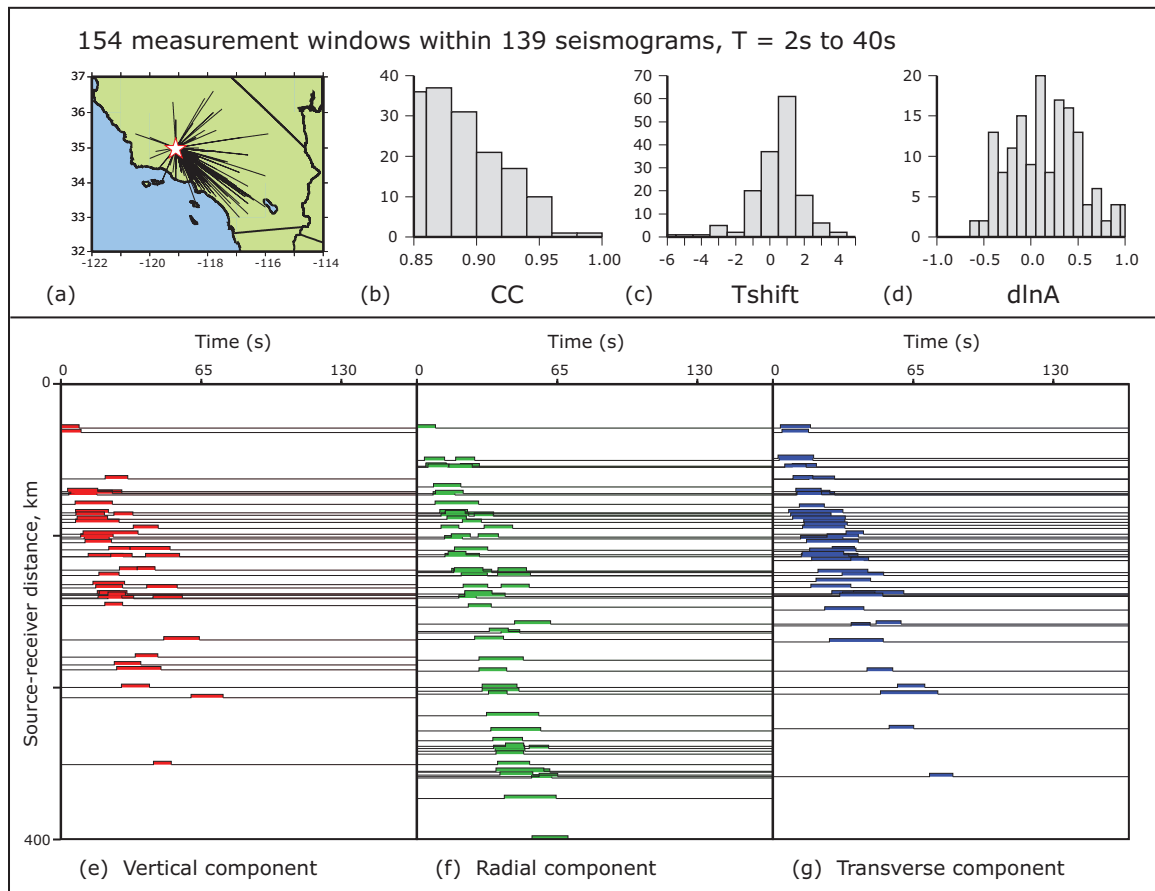 154 measurement windows within 139 seismograms, T = 2s to 40s
37
36
35
34
33
32
-122 -120 -118 -116 -114
(a)
40
30
20
10
0
0.85 0.90 0.95 1.00
(b) CC
70
60
50
40
30
20
10
0
-6 -4 -2 0 2 4
(c) Tshift
20
15
10
5
0
-1.0 -0.5 0.0 0.5 1.0
(d) dlnA
Time (s) Time (s) Time (s)
0 65 130 0 65 130 0 65 130
0
Source-receiver distance, km
400
(e) Vertical component (f) Radial component (g) Transverse component